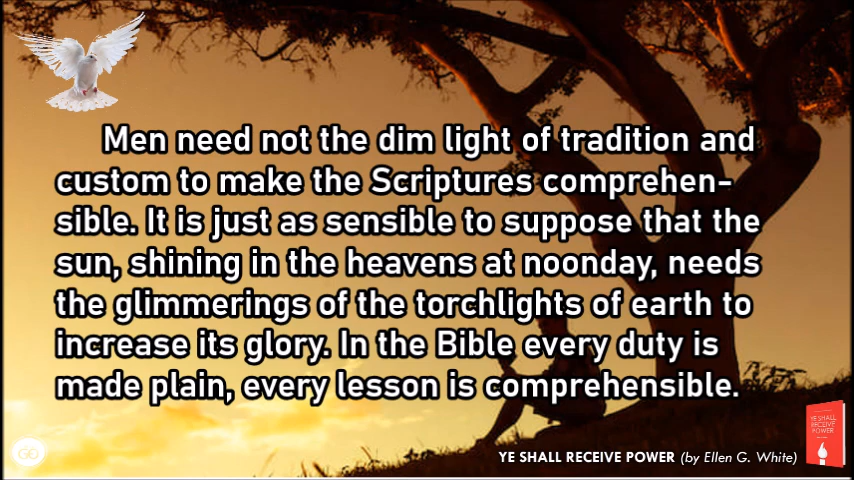 Men need not the dim light of tradition and
custom to make the Scriptures comprehen-
sible. It is just as sensible to suppose that the
sun, shining in the heavens at noonday, needs
the glimmerings of the torchlights of earth to
increase its glory. In the Bible every duty is
made plain, every lesson is comprehensible.
YE SHALL RECEIVE POWER (by Ellen G. White)
YE SHALL
RECEIVE
POWER